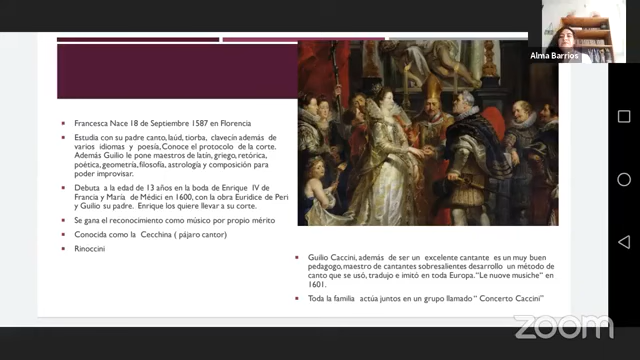 Alma Barrios
Francesca Nace 18 de Septiembre 1587 en Florencia
Estudia con su padre canto, laúd, tiorba, clavecín además de
varios idiomas y poesía, Conoce el protocolo de la corte.
Además Guilio le pone maestros de latín, griego, retórica,
poética, geometría, filosofía, astrología y composición para
poder improvisar.
Debuta a la edad de 13 años en la boda de Enrique IV de
Francia y María de Médici en 1600, con la obra Euridice de Peri
y Guilio su padre. Enrique los quiere llevar a su corte.
Se gana el reconocimiento como músico por propio mérito
Conocida como la Cecchina ( pájaro cantor)
Rinoccini
Guilio Caccini, además de ser un excelente cantante es un muy buen
pedagogo, maestro de cantantes sobresalientes desarrollo un método de
canto que se usó, tradujo e imitó en toda Europa. "Le nuove musiche" en
1601.
Toda la familia actúa juntos en un grupo llamado " Concerto Caccini"
zoom